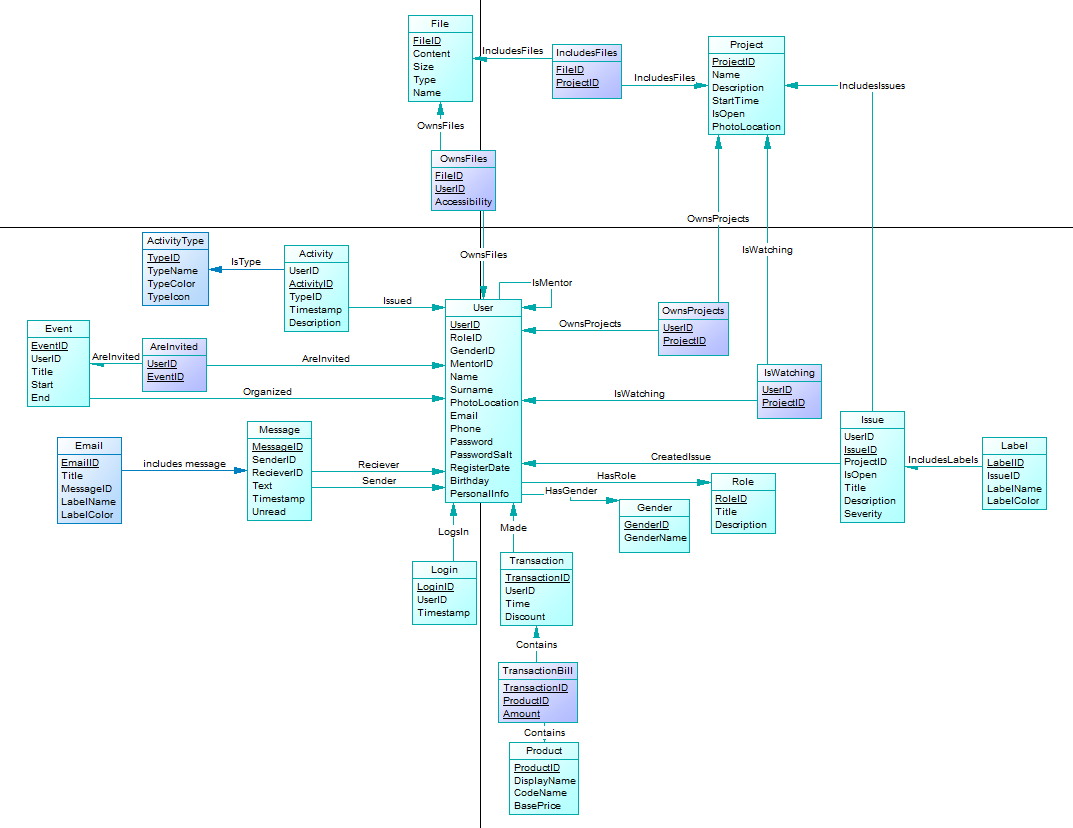 File
FileID
Content
Size
Type
Name
IncludesFiles
IncludesFiles
FileID
ProjectID
IncludesFiles
Project
ProjectID
Name
Description
StartTime
IsOpen
PhotoLocation
IncludesIssues
OwnsFiles
OwnsFiles
FileID
UserID
Accessibility
OwnsFiles
OwnsProjects
IsWatching
ActivityType
TypeID
TypeName
TypeColor
TypeIcon
IsType
Activity
UserID
ActivityID
TypeID
Timestamp
Description
Issued
IsMentor
User
UserID
RoleID
GenderID
MentorID
Name
Surname
PhotoLocation
Email
Phone
Password
PasswordSalt
RegisterDate
Birthday
PersonalInfo
OwnsProjects
OwnsProjects
UserID
ProjectID
Event
EventID
UserID
Title
Start
End
AreInvited
AreInvited
UserID
EventID
AreInvited
Organized
IsWatching
IsWatching
UserID
ProjectID
Email
EmailID
Title
MessageID
LabelName
LabelColor
includes message
Message
MessageID
SenderID
RecieverID
Text
Timestamp
Unread
Reciever
Sender
CreatedIssue
Issue
UserID
IssueID
ProjectID
IsOpen
Title
Description
Severity
IncludesLabels
Label
LabelID
IssueID
LabelName
LabelColor
HasRole
Role
RoleID
Title
Description
HasGender
Gender
GenderID
GenderName
LogsIn
Login
LoginID
UserID
Timestamp
Made
Transaction
TransactionID
UserID
Time
Discount
Contains
TransactionBill
TransactionID
ProductID
Amount
Contains
Product
ProductID
DisplayName
CodeName
BasePrice